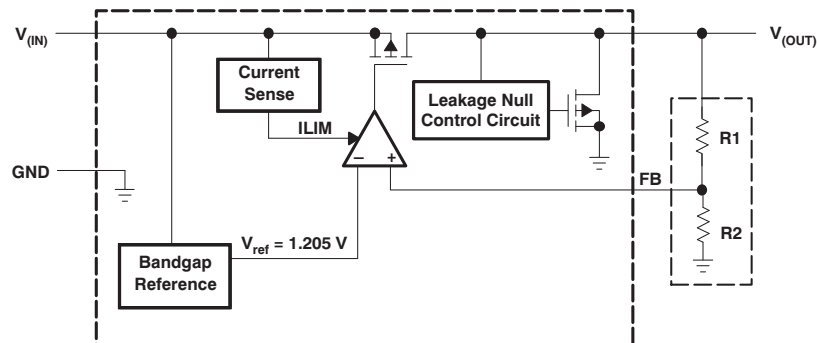 V(IN)
V(OUT)
Current
Sense
Leakage Null
Control Circuit
ILIM
R1
GND
– +
FB
R2
Vref = 1.205 V
Bandgap
Reference